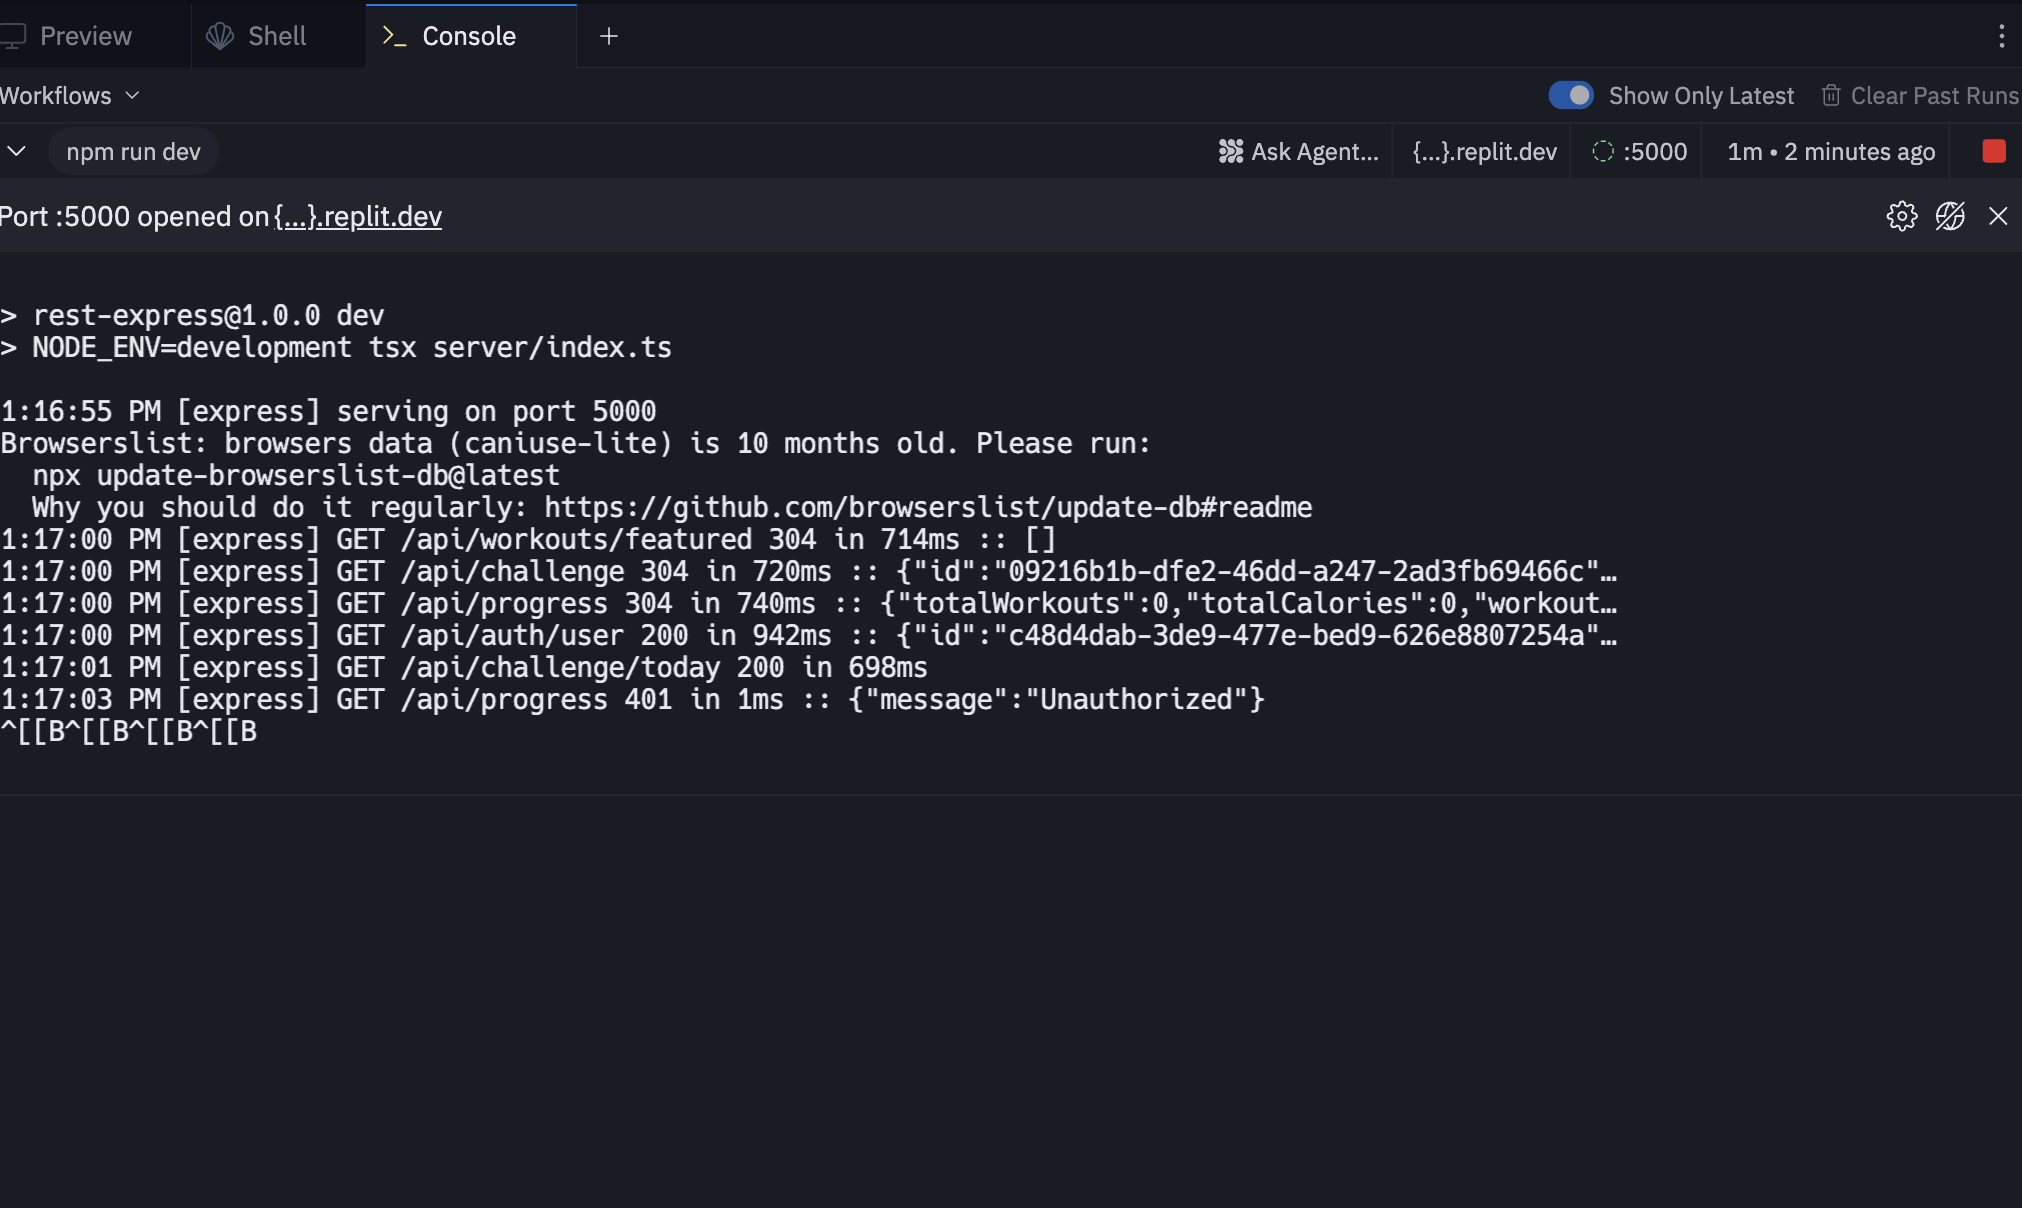 Preview
Shell
>_ Console
+
Workflows
Show Only Latest
Clear Past Runs
npm run dev
Ask Agent...
{...}.replit.dev
:5000
1m • 2 minutes ago
Port :5000 opened on {...}.replit.dev
> rest-express@1.0.0 dev
> NODE_ENV=development tsx server/index.ts
1:16:55 PM [express] serving on port 5000
Browserslist: browsers data (caniuse-lite) is 10 months old. Please run:
  npx update-browserslist-db@latest
  Why you should do it regularly: https://github.com/browserslist/update-db#readme
1:17:00 PM [express] GET /api/workouts/featured 304 in 714ms :: []
1:17:00 PM [express] GET /api/challenge 304 in 720ms :: {"id":"09216b1b-dfe2-46dd-a247-2ad3fb69466c"…
1:17:00 PM [express] GET /api/progress 304 in 740ms :: {"totalWorkouts":0,"totalCalories":0,"workout…
1:17:00 PM [express] GET /api/auth/user 200 in 942ms :: {"id":"c48d4dab-3de9-477e-bed9-626e8807254a"…
1:17:01 PM [express] GET /api/challenge/today 200 in 698ms
1:17:03 PM [express] GET /api/progress 401 in 1ms :: {"message":"Unauthorized"}
^[[B^[[B^[[B^[[B